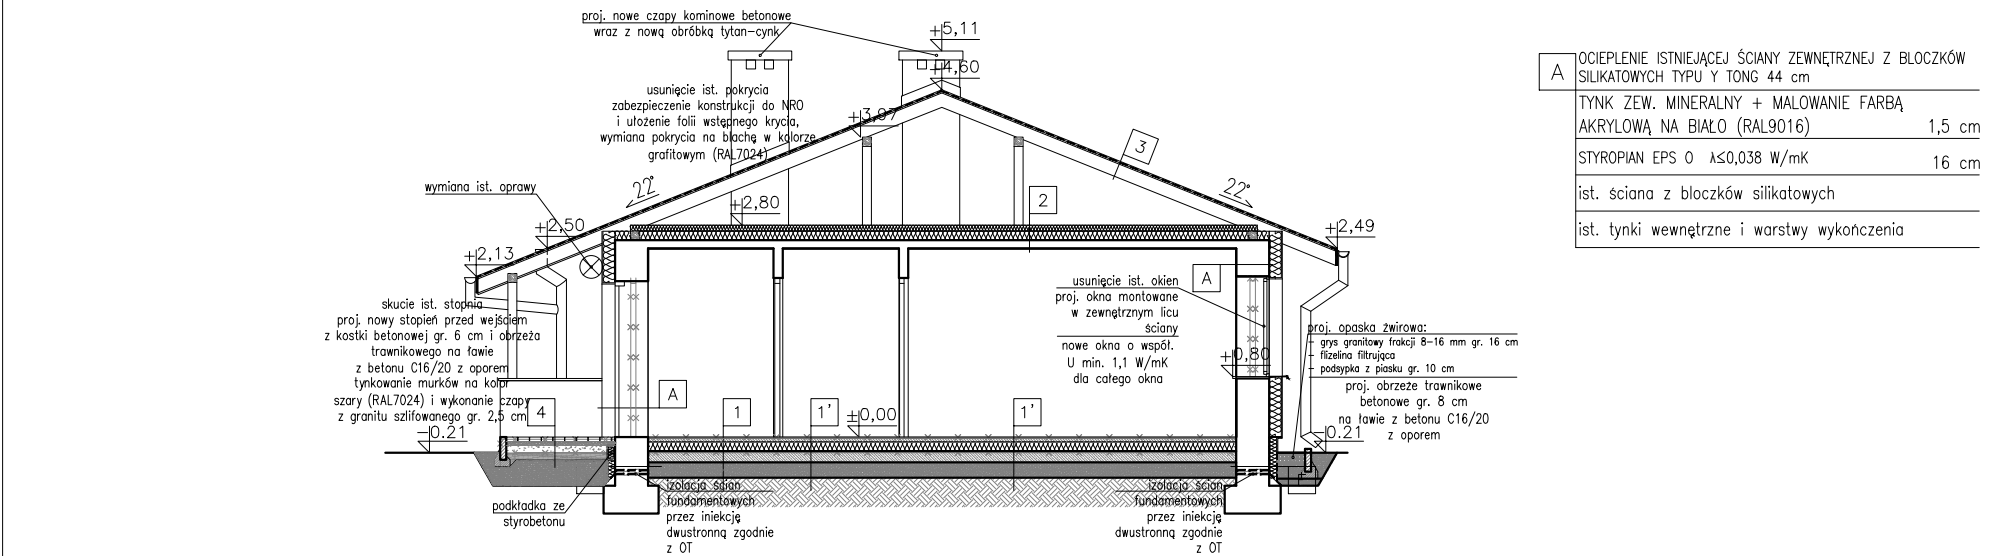 proj. nowe czapy kominowe betonowe
wraz z nową obróbką tytan-cynk
+5,11
+4,60
usunięcie ist. pokrycia
zabezpieczenie konstrukcji do NRO
i ułożenie folii wstępnego krycia,
wymiana pokrycia na blachę w kolorze
grafitowym (RAL7024)
+3,97
3
wymiana ist. oprawy
22°
22°
+2,80
2
+2,50
+2,49
+2,13
A
usunięcie ist. okien
proj. okna montowane
w zewnętrznym licu
ściany
nowe okna o współ.
U min. 1,1 W/mK
dla całego okna
+0,80
skucie ist. stopnia
proj. nowy stopień przed wejściem
z kostki betonowej gr. 6 cm i obrzeża
trawnikowego na ławie
z betonu C16/20 z oporem
tynkowanie murków na kolor
szary (RAL7024) i wykonanie czapy
z granitu szlifowanego gr. 2,5 cm
proj. opaska żwirowa:
- grys granitowy frakcji 8-16 mm gr. 16 cm
- flizelina filtrująca
- podsypka z piasku gr. 10 cm
proj. obrzeże trawnikowe
betonowe gr. 8 cm
na ławie z betonu C16/20
z oporem
A
4
1
1'
±0,00
1'
-0.21
-0.21
podkładka ze
styrobetonu
izolacja ścian
fundamentowych
przez iniekcję
dwustronną zgodnie
z OT
izolacja ścian
fundamentowych
przez iniekcję
dwustronną zgodnie
z OT
A
OCIEPLENIE ISTNIEJĄCEJ ŚCIANY ZEWNĘTRZNEJ Z BLOCZKÓW
SILIKATOWYCH TYPU Y TONG 44 cm
TYNK ZEW. MINERALNY + MALOWANIE FARBĄ
AKRYLOWĄ NA BIAŁO (RAL9016) 1,5 cm
STYROPIAN EPS O λ≤0,038 W/mK 16 cm
ist. ściana z bloczków silikatowych
ist. tynki wewnętrzne i warstwy wykończenia